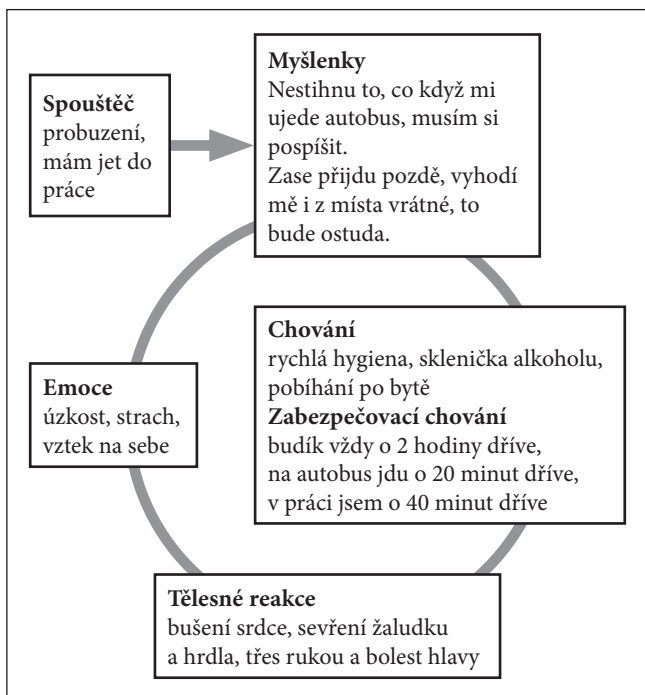 Spouštěč
probuzení,
mám jet do
práce
Myšlenky
Nestihnu to, co když mi
ujede autobus, musím si
pospíšit.
Zase přijdu pozdě, vyhodí
mě i z místa vrátné, to
bude ostuda.
Chování
rychlá hygiena, sklenička alkoholu,
pobíhání po bytě
Zabezpečovací chování
budík vždy o 2 hodiny dříve,
na autobus jdu o 20 minut dříve,
v práci jsem o 40 minut dříve
Emoce
úzkost, strach,
vztek na sebe
Tělesné reakce
bušení srdce, sevření žaludku
a hrdla, třes rukou a bolest hlavy